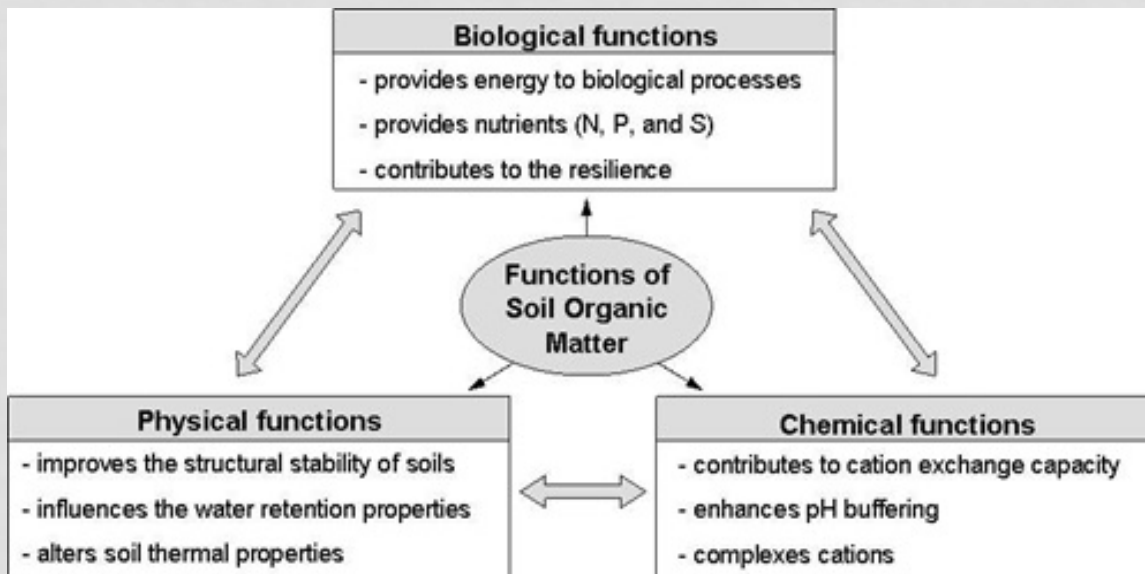 Biological functions
- provides energy to biological processes
- provides nutrients (N, P, and S)
- contributes to the resilience
Functions of
Soil Organic
Matter
Physical functions
- improves the structural stability of soils
- influences the water retention properties
- alters soil thermal properties
Chemical functions
- contributes to cation exchange capacity
- enhances pH buffering
- complexes cations